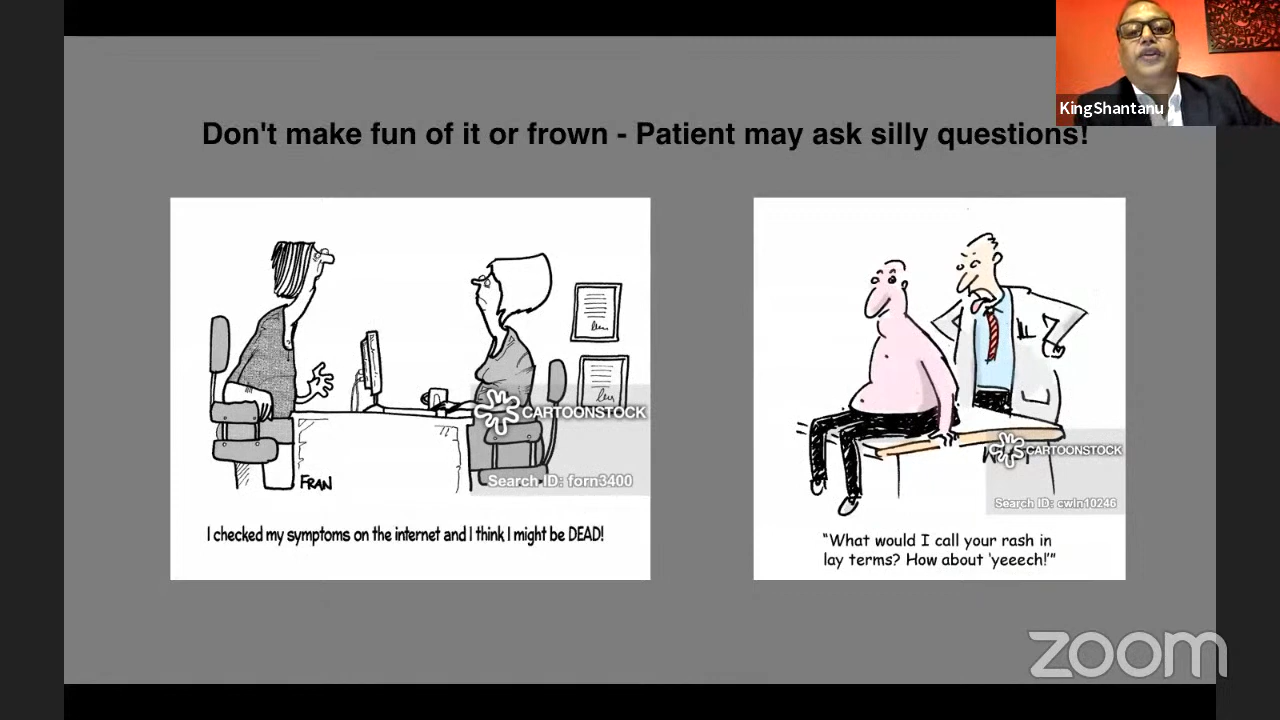 KingShantanu
Don't make fun of it or frown - Patient may ask silly questions!
CARTOONSTOCK
Search ID: forn3400
FRAN
I checked my symptoms on the internet and I think I might be DEAD!
CARTOONSTOCK
Search ID: cwln10246
“What would I call your rash in
lay terms? How about ‘yeeech!’”
zoom